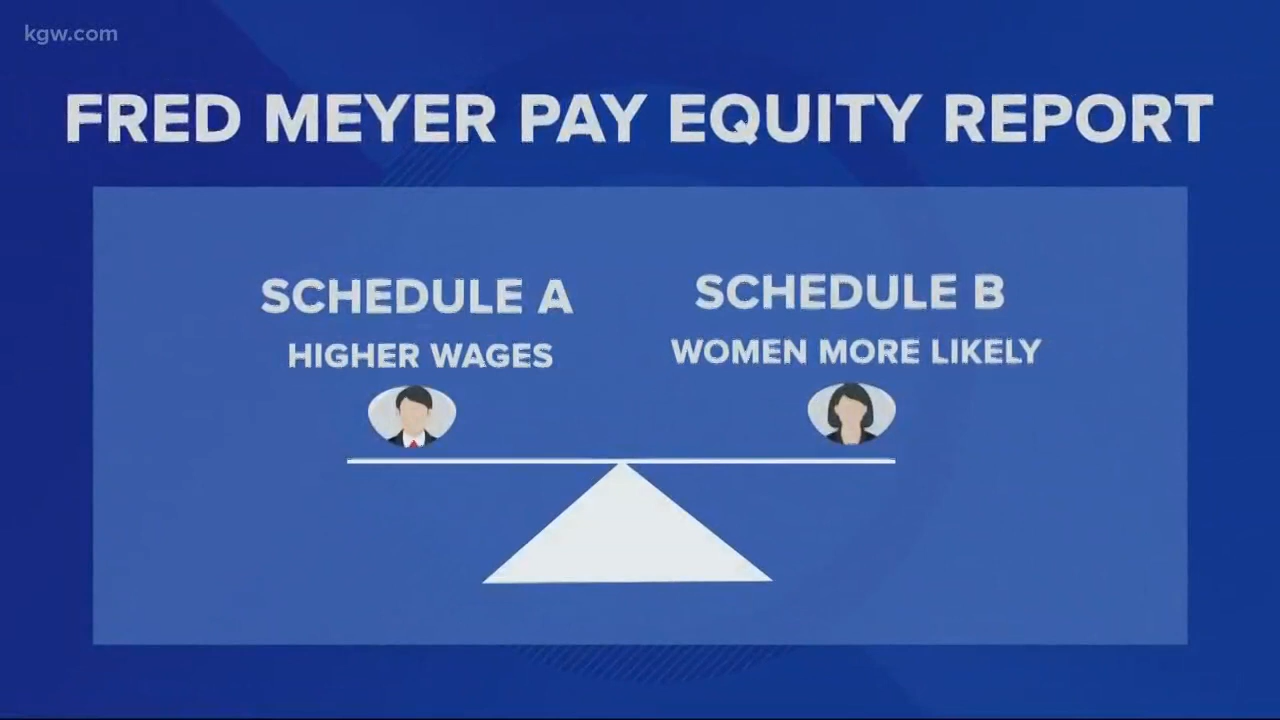 kgw.com
FRED MEYER PAY EQUITY REPORT
SCHEDULE A
HIGHER WAGES
SCHEDULE B
WOMEN MORE LIKELY